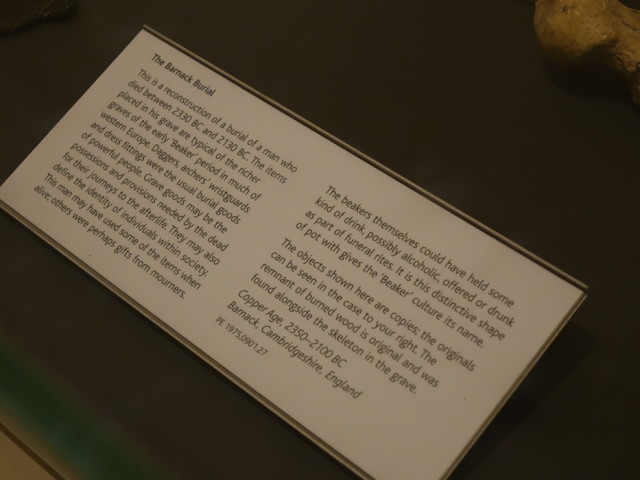 The Barnack Burial
This is a reconstruction of a burial of a man who
died between 2330 BC and 2130 BC. The items
placed in his grave are typical of the richer
graves of the early 'Beaker' period in much of
western Europe. Daggers, archers' wristguards
and dress fittings were the usual burial goods
of powerful people. Grave goods may be the
possessions and provisions needed by the dead
for their journeys to the afterlife. They may also
define the identity of individuals within society.
This man may have used some of the items when
alive; others were perhaps gifts from mourners.
The beakers themselves could have held some
kind of drink, possibly alcoholic, offered or drunk
as part of funeral rites. It is this distinctive shape
of pot with gives the 'Beaker' culture its name.
The objects shown here are copies; the originals
can be seen in the case to your right. The
remnant of burned wood is original and was
found alongside the skeleton in the grave.
Copper Age, 2350–2100 BC
Barnack, Cambridgeshire, England
PE 1975,0901.27